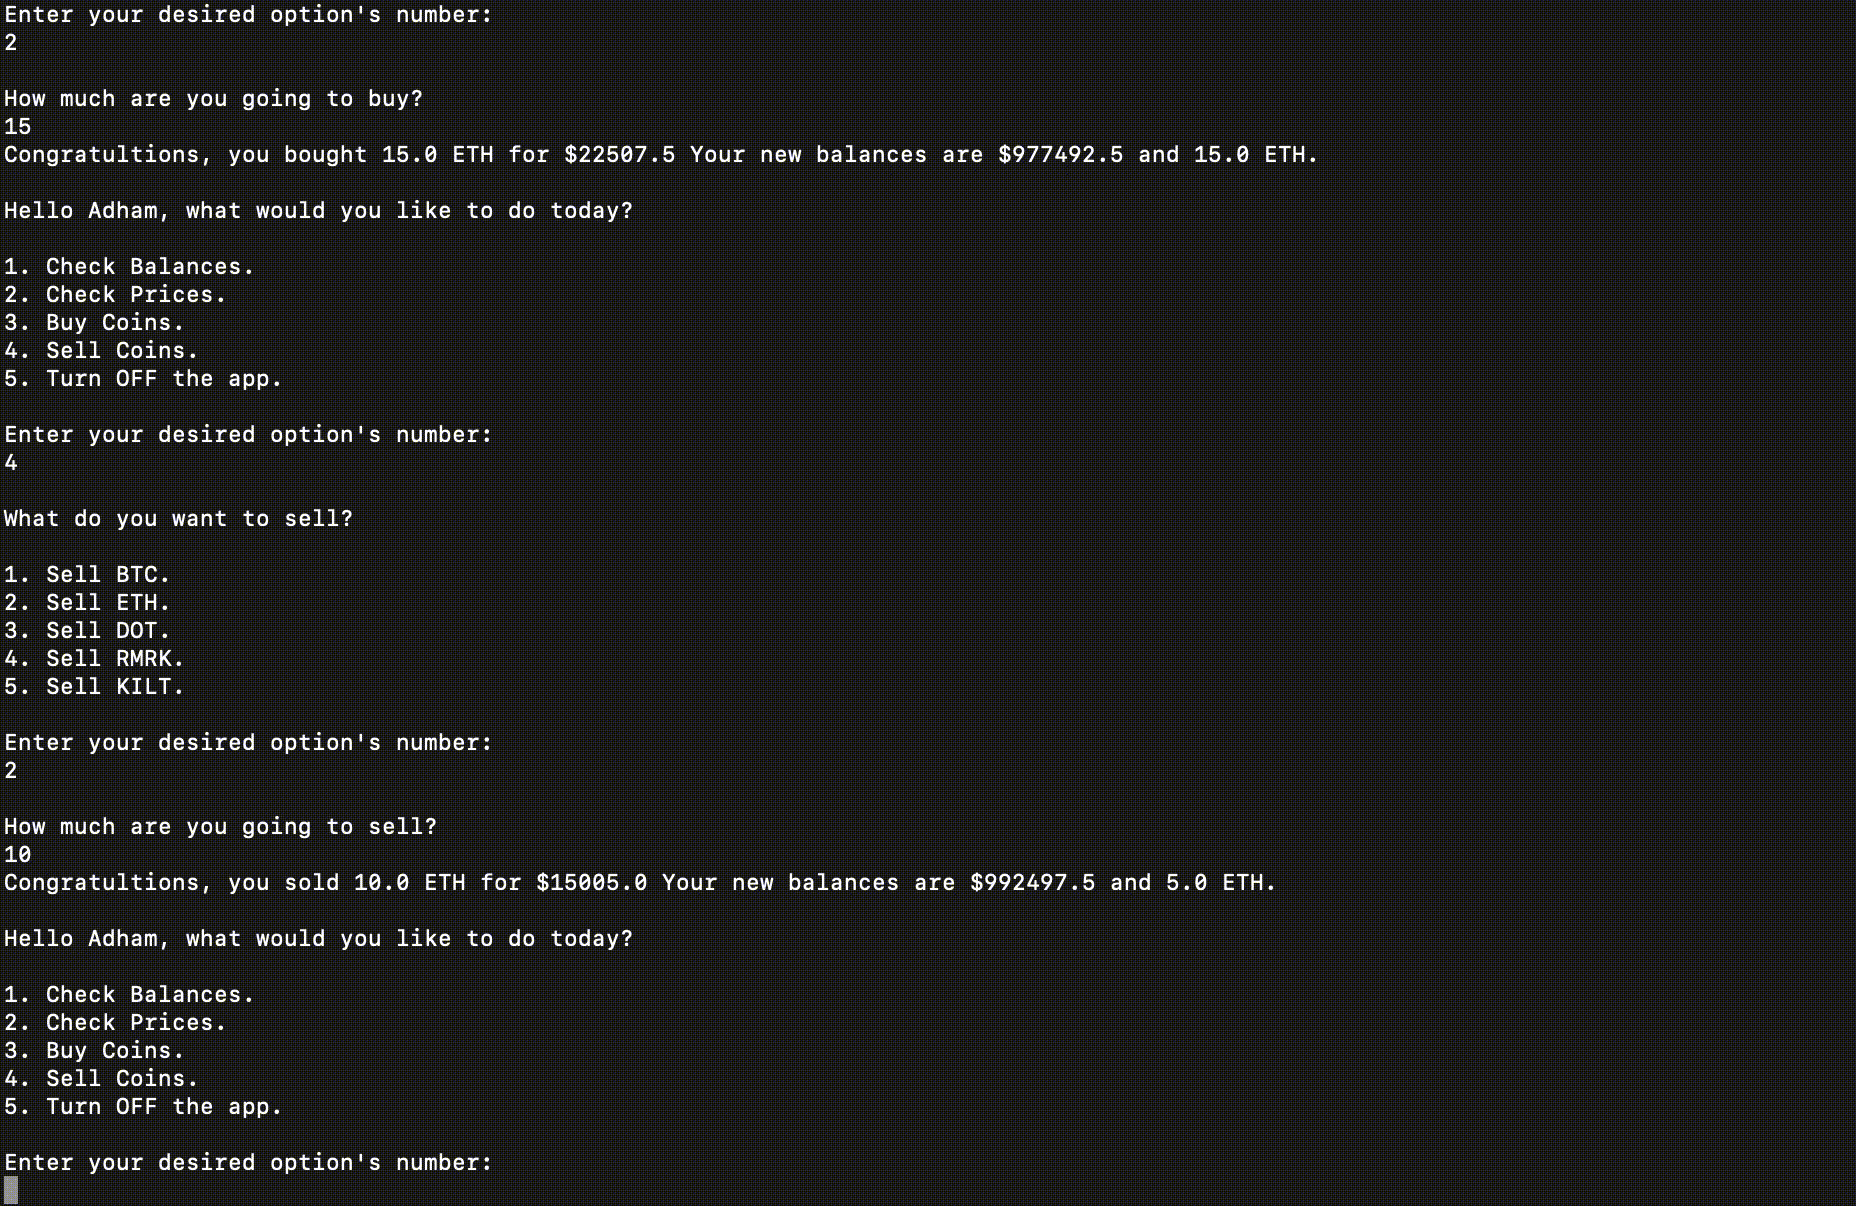 Enter your desired option's number:
2
How much are you going to buy?
15
Congratultions, you bought 15.0 ETH for $22507.5 Your new balances are $977492.5 and 15.0 ETH.
Hello Adham, what would you like to do today?
1. Check Balances.
2. Check Prices.
3. Buy Coins.
4. Sell Coins.
5. Turn OFF the app.
Enter your desired option's number:
4
What do you want to sell?
1. Sell BTC.
2. Sell ETH.
3. Sell DOT.
4. Sell RMRK.
5. Sell KILT.
Enter your desired option's number:
2
How much are you going to sell?
10
Congratultions, you sold 10.0 ETH for $15005.0 Your new balances are $992497.5 and 5.0 ETH.
Hello Adham, what would you like to do today?
1. Check Balances.
2. Check Prices.
3. Buy Coins.
4. Sell Coins.
5. Turn OFF the app.
Enter your desired option's number: